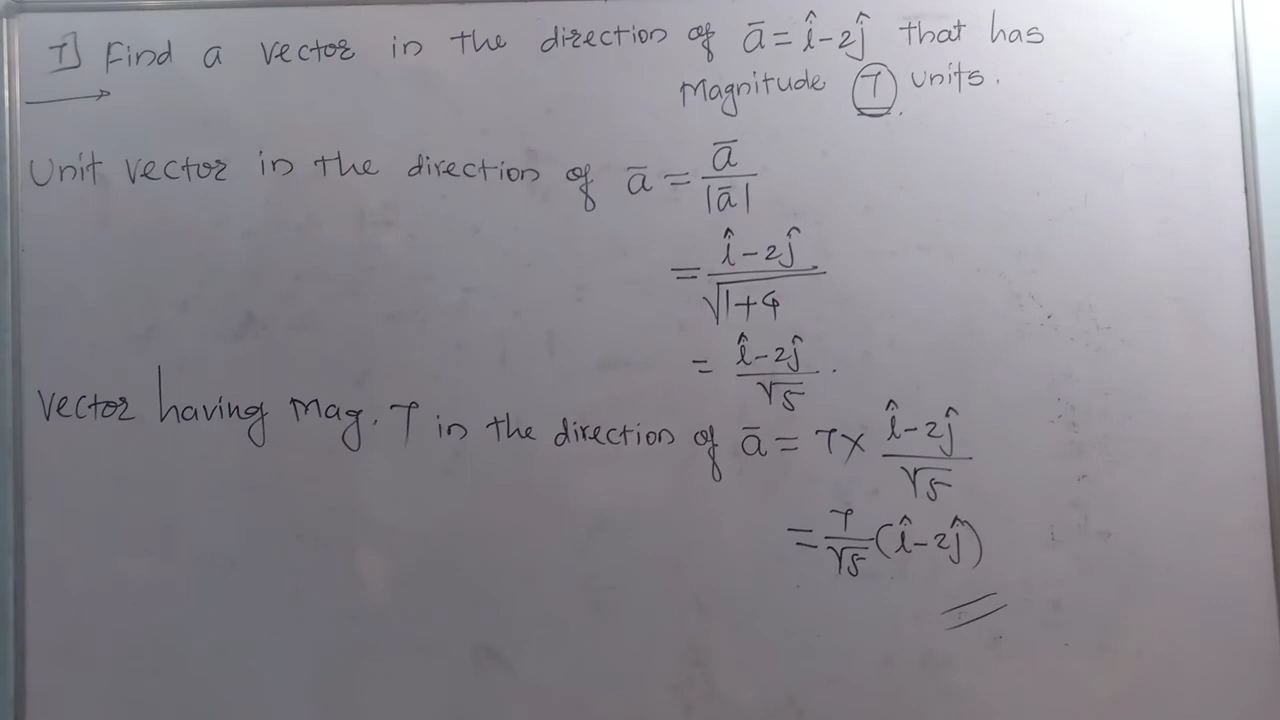 7] Find a vector in the direction of a̅ = î - 2ĵ that has
Magnitude 7 units.
Unit vector in the direction of a̅ = a̅ / |a̅|
= (î - 2ĵ) / √(1+4)
= (î - 2ĵ) / √5 .
Vector having mag. 7 in the direction of a̅ = 7 × (î - 2ĵ) / √5
= 7/√5 (î - 2ĵ)